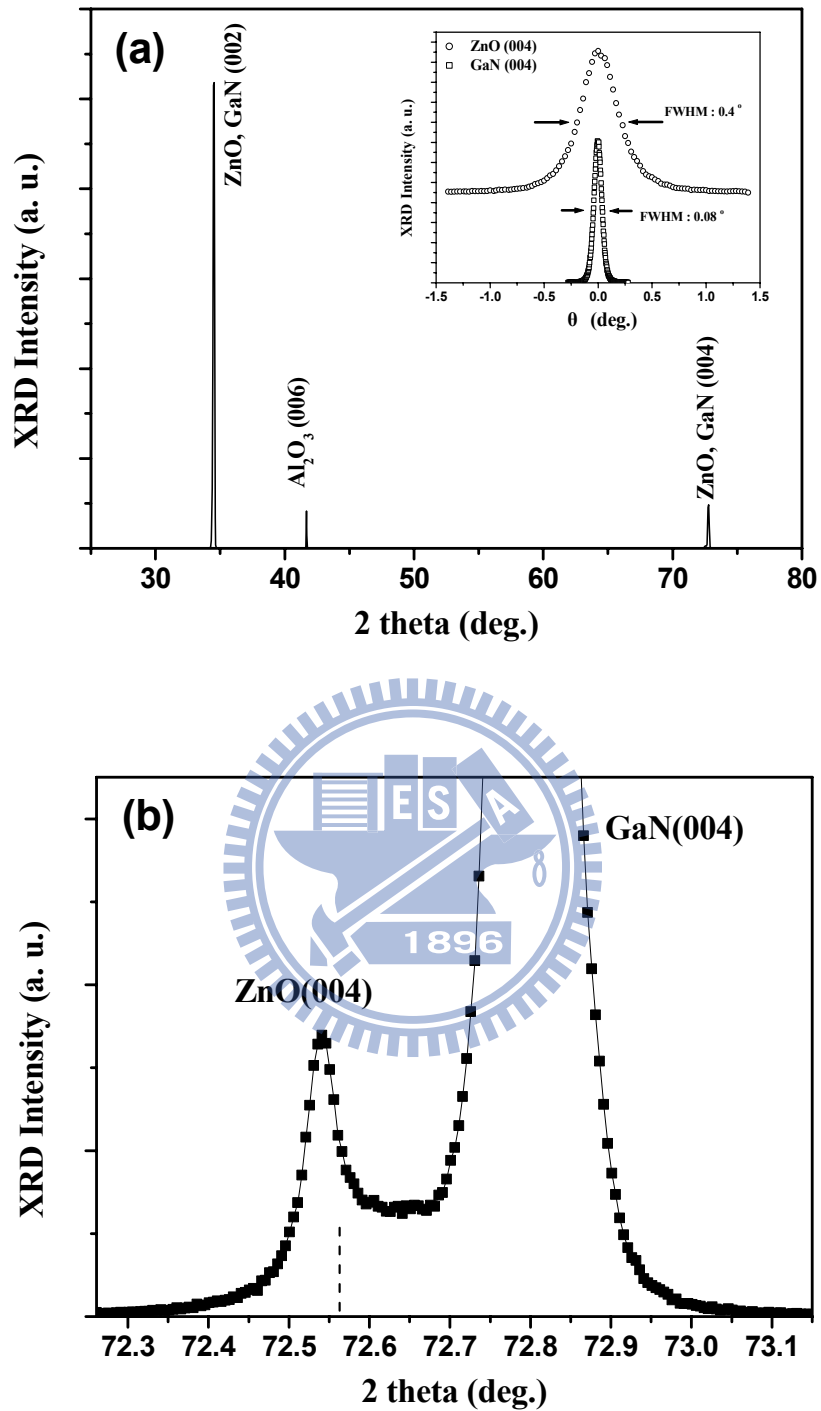 (a)
ZnO, GaN (002)
Al₂O₃ (006)
ZnO, GaN (004)
XRD Intensity (a. u.)
30 40 50 60 70 80
2 theta (deg.)
ZnO (004)
GaN (004)
FWHM : 0.4 °
FWHM : 0.08 °
XRD Intensity (a. u.)
-1.5 -1.0 -0.5 0.0 0.5 1.0 1.5
θ (deg.)
(b)
GaN(004)
ZnO(004)
E S A
1896
XRD Intensity (a. u.)
72.3 72.4 72.5 72.6 72.7 72.8 72.9 73.0 73.1
2 theta (deg.)